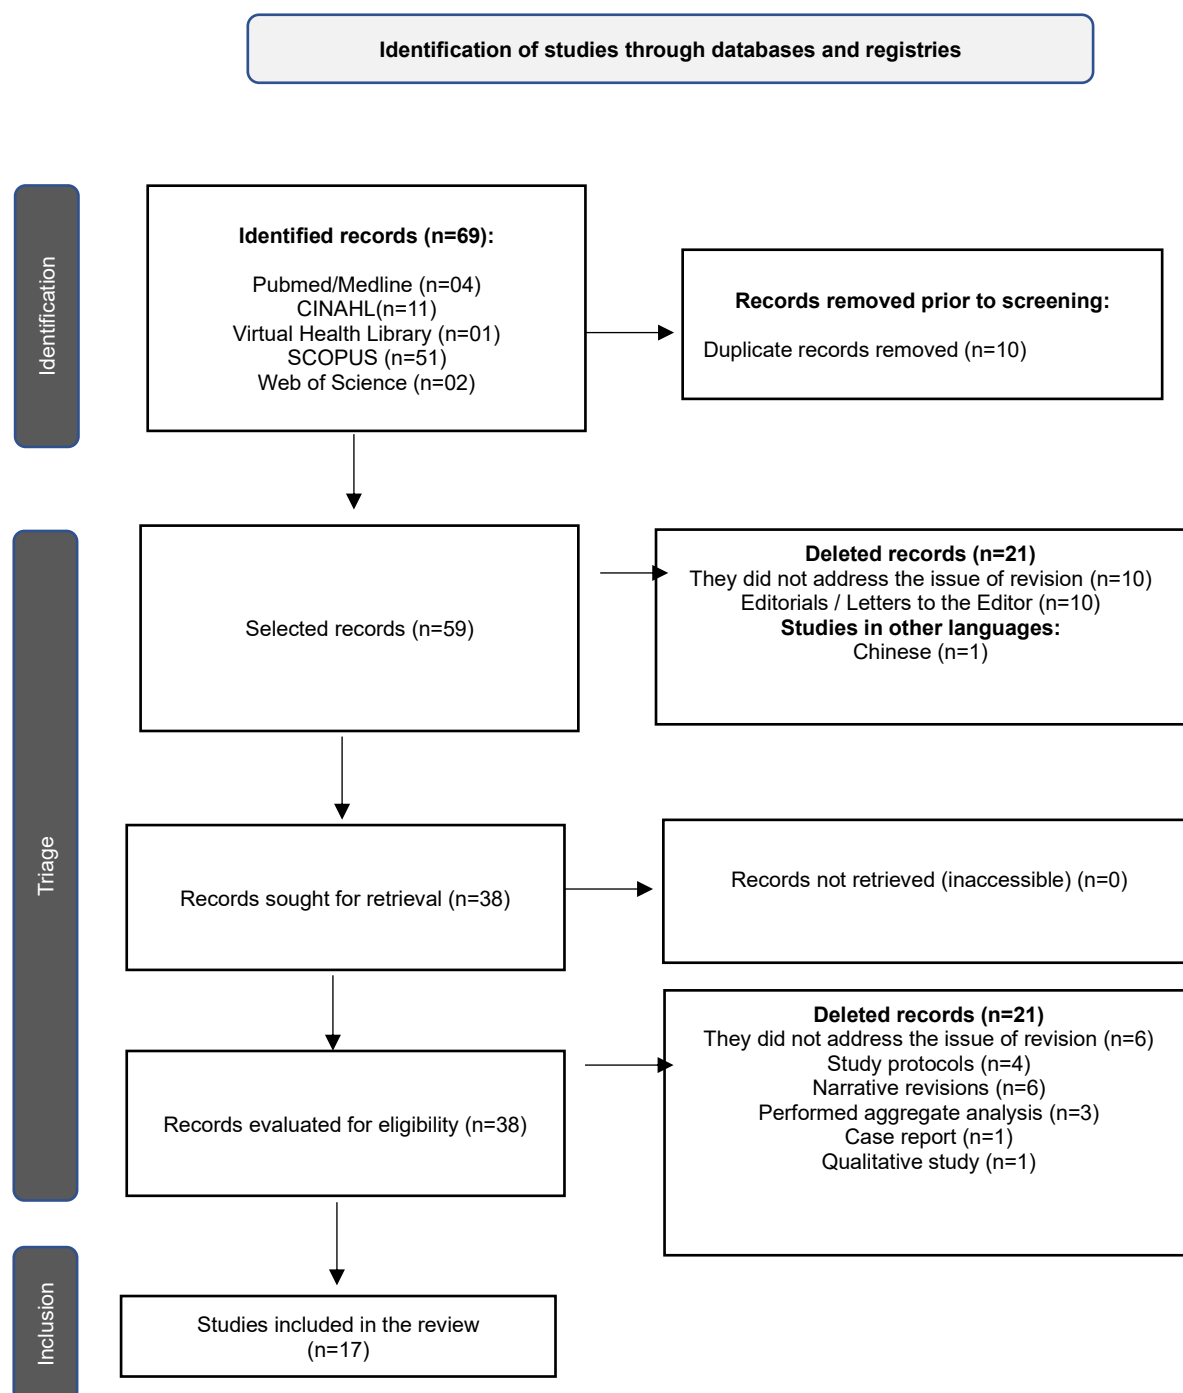 Identification of studies through databases and registries
Identification
Identified records (n=69):
Pubmed/Medline (n=04)
CINAHL(n=11)
Virtual Health Library (n=01)
SCOPUS (n=51)
Web of Science (n=02)
Records removed prior to screening:
Duplicate records removed (n=10)
Triage
Selected records (n=59)
Deleted records (n=21)
They did not address the issue of revision (n=10)
Editorials / Letters to the Editor (n=10)
Studies in other languages:
Chinese (n=1)
Records sought for retrieval (n=38)
Records not retrieved (inaccessible) (n=0)
Records evaluated for eligibility (n=38)
Deleted records (n=21)
They did not address the issue of revision (n=6)
Study protocols (n=4)
Narrative revisions (n=6)
Performed aggregate analysis (n=3)
Case report (n=1)
Qualitative study (n=1)
Inclusion
Studies included in the review
(n=17)